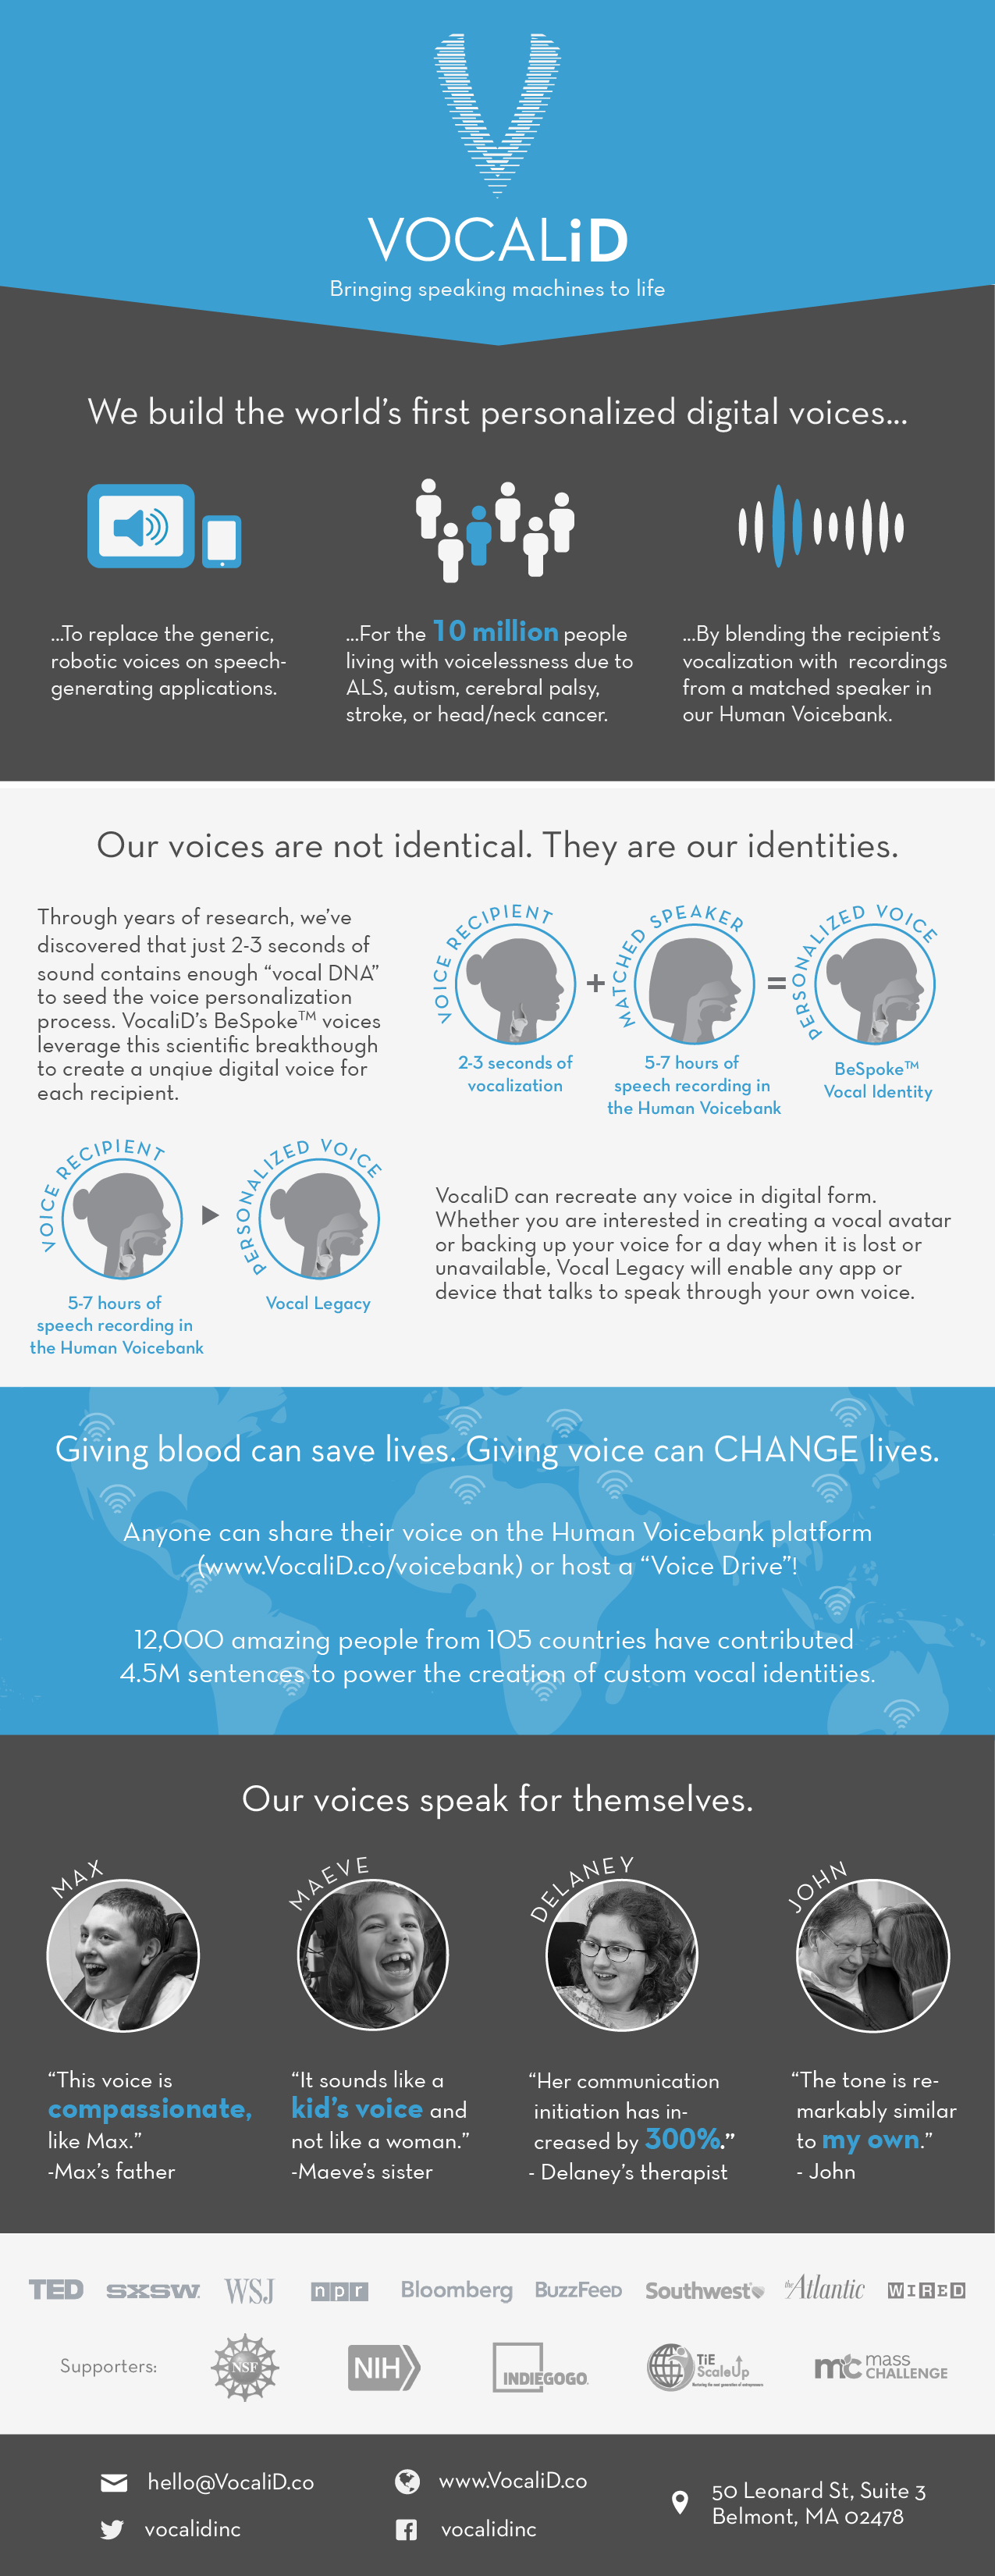 VOCALiD
Bringing speaking machines to life
We build the world's first personalized digital voices...
...To replace the generic,
robotic voices on speech-
generating applications.
...For the 10 million people
living with voicelessness due to
ALS, autism, cerebral palsy,
stroke, or head/neck cancer.
...By blending the recipient's
vocalization with recordings
from a matched speaker in
our Human Voicebank.
Our voices are not identical. They are our identities.
Through years of research, we've
discovered that just 2-3 seconds of
sound contains enough “vocal DNA”
to seed the voice personalization
process. VocaliD's BeSpoke™ voices
leverage this scientific breakthough
to create a unqiue digital voice for
each recipient.
VOICE RECIPIENT
+
MATCHED SPEAKER
=
PERSONALIZED VOICE
2-3 seconds of
vocalization
5-7 hours of
speech recording in
the Human Voicebank
BeSpoke™
Vocal Identity
VOICE RECIPIENT
PERSONALIZED VOICE
5-7 hours of
speech recording in
the Human Voicebank
Vocal Legacy
VocaliD can recreate any voice in digital form.
Whether you are interested in creating a vocal avatar
or backing up your voice for a day when it is lost or
unavailable, Vocal Legacy will enable any app or
device that talks to speak through your own voice.
Giving blood can save lives. Giving voice can CHANGE lives.
Anyone can share their voice on the Human Voicebank platform
(www.VocaliD.co/voicebank) or host a “Voice Drive”!
12,000 amazing people from 105 countries have contributed
4.5M sentences to power the creation of custom vocal identities.
Our voices speak for themselves.
MAX
MAEVE
DELANEY
JOHN
“This voice is
compassionate,
like Max.”
-Max's father
“It sounds like a
kid's voice and
not like a woman.”
-Maeve's sister
“Her communication
initiation has in-
creased by 300%.”
- Delaney's therapist
“The tone is re-
markably similar
to my own.”
- John
TED SXSW. WSJ npr Bloomberg BuzzFeeD Southwest the Atlantic WIRED
Supporters:
NSF
NIH
INDIEGOGO.
TiE
ScaleUp
Nurturing the next generation of entrepreneurs
mc mass
CHALLENGE
hello@VocaliD.co
vocalidinc
www.VocaliD.co
vocalidinc
50 Leonard St, Suite 3
Belmont, MA 02478